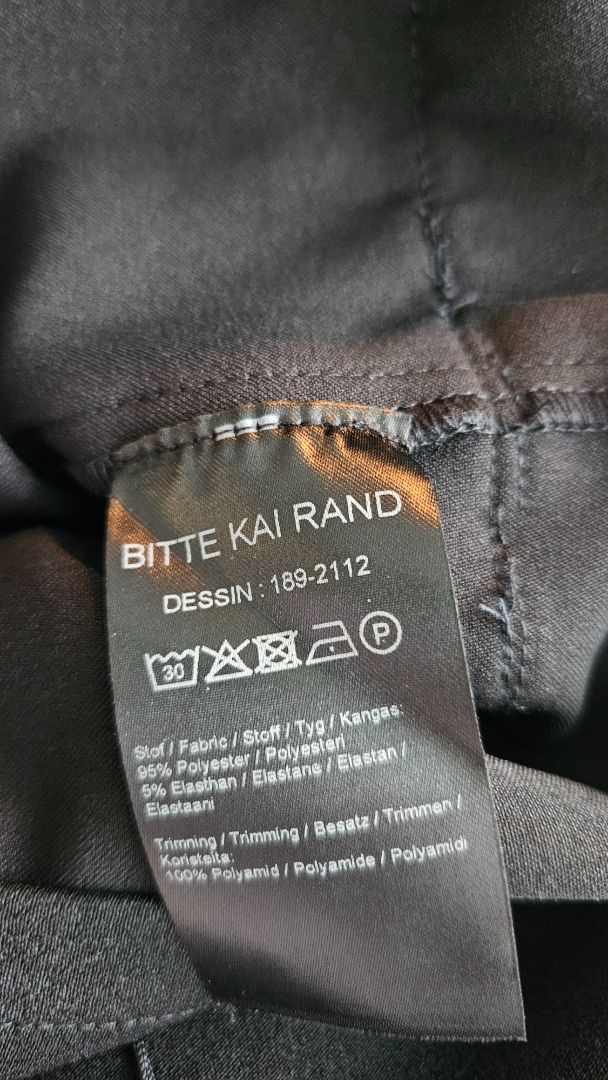 BITTE KAI RAND
DESSIN : 189-2112
30 P
Stof / Fabric / Stoff / Tyg / Kangas:
95% Polyester / Polyesteri
5% Elasthan / Elastane / Elastan /
Elastaani
Trimning / Trimming / Besatz / Trimmen /
Koristeita:
100% Polyamid / Polyamide / Polyamidi